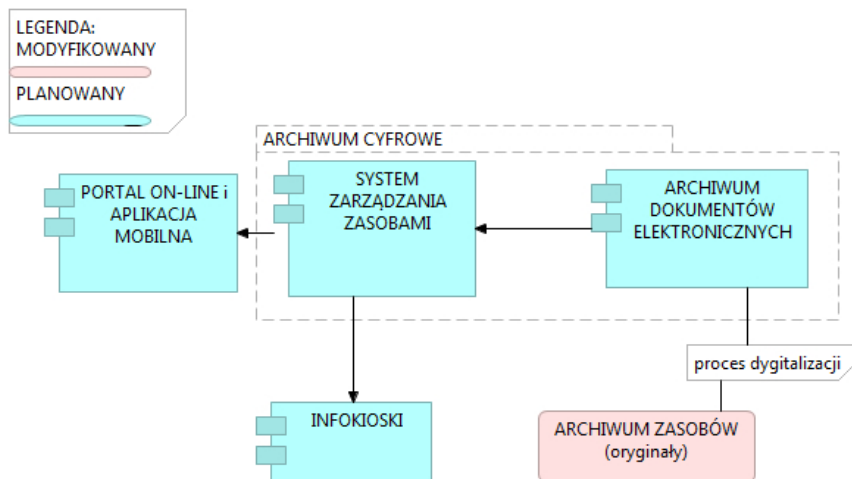 LEGENDA:
MODYFIKOWANY
PLANOWANY
ARCHIWUM CYFROWE
PORTAL ON-LINE i
APLIKACJA
MOBILNA
SYSTEM
ZARZĄDZANIA
ZASOBAMI
ARCHIWUM
DOKUMENTÓW
ELEKTRONICZNYCH
proces dygitalizacji
INFOKIOSKI
ARCHIWUM ZASOBÓW
(oryginały)